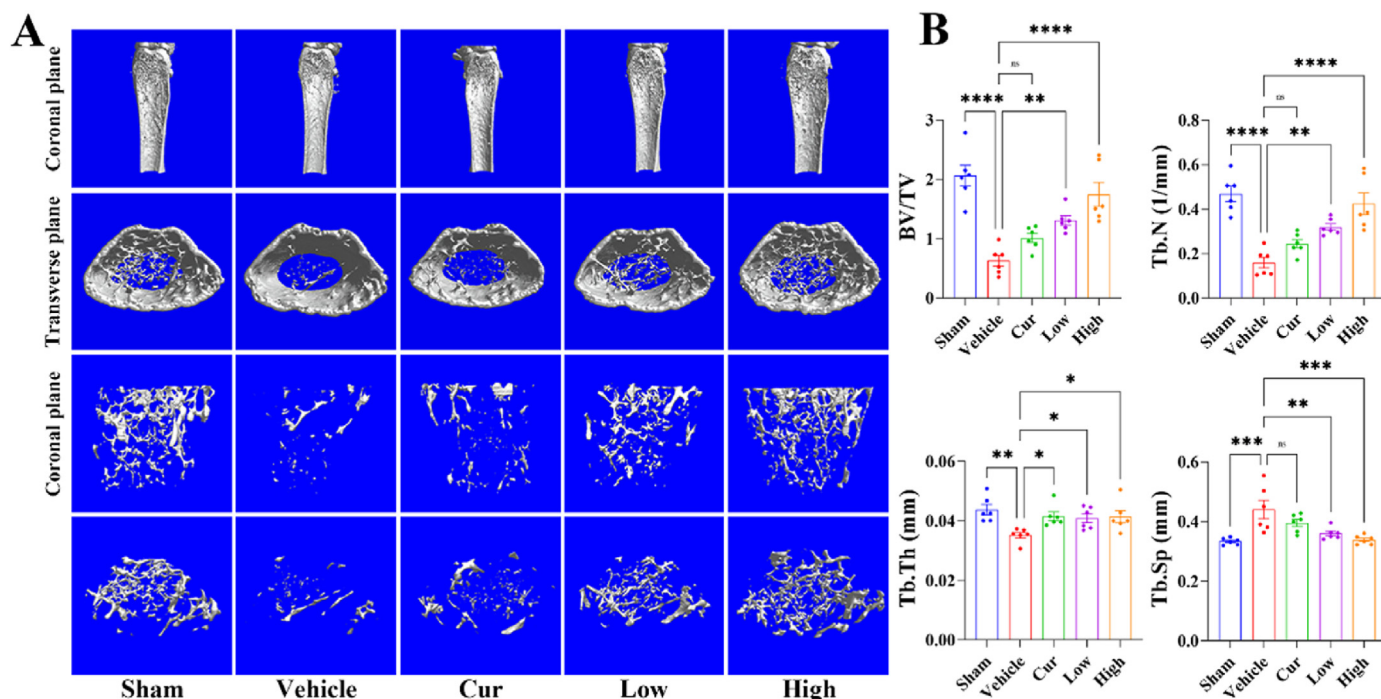 A
Coronal plane
Transverse plane
Coronal plane
Sham
Vehicle
Cur
Low
High
B
****
ns
****
**
3
2
1
0
BV/TV
Sham
Vehicle
Cur
Low
High
****
ns
****
**
0.8
0.6
0.4
0.2
0.0
Tb.N (1/mm)
Sham
Vehicle
Cur
Low
High
*
*
**
*
0.06
0.04
0.02
0.00
Tb.Th (mm)
Sham
Vehicle
Cur
Low
High
***
**
***
ns
0.6
0.4
0.2
0.0
Tb.Sp (mm)
Sham
Vehicle
Cur
Low
High